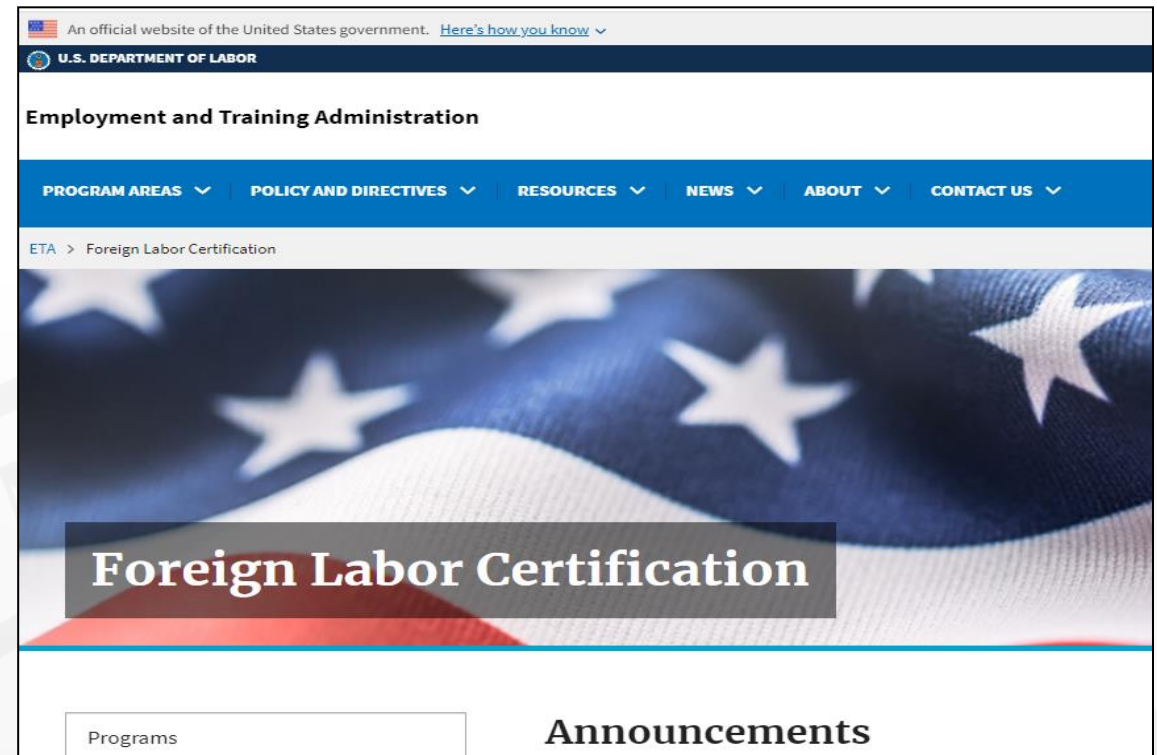 An official website of the United States government. Here's how you know
U.S. DEPARTMENT OF LABOR
Employment and Training Administration
PROGRAM AREAS POLICY AND DIRECTIVES RESOURCES NEWS ABOUT CONTACT US
ETA > Foreign Labor Certification
Foreign Labor Certification
Programs
Announcements